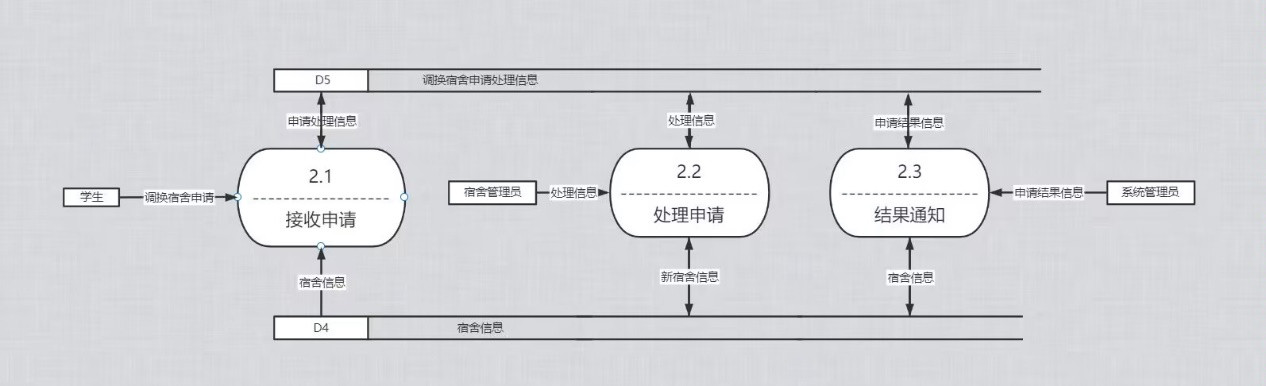 D5 调换宿舍申请处理信息
申请处理信息
处理信息
申请结果信息
2.1
2.2
2.3
学生
调换宿舍申请
宿舍管理员
处理信息
申请结果信息
系统管理员
接收申请
处理申请
结果通知
宿舍信息
新宿舍信息
宿舍信息
D4 宿舍信息